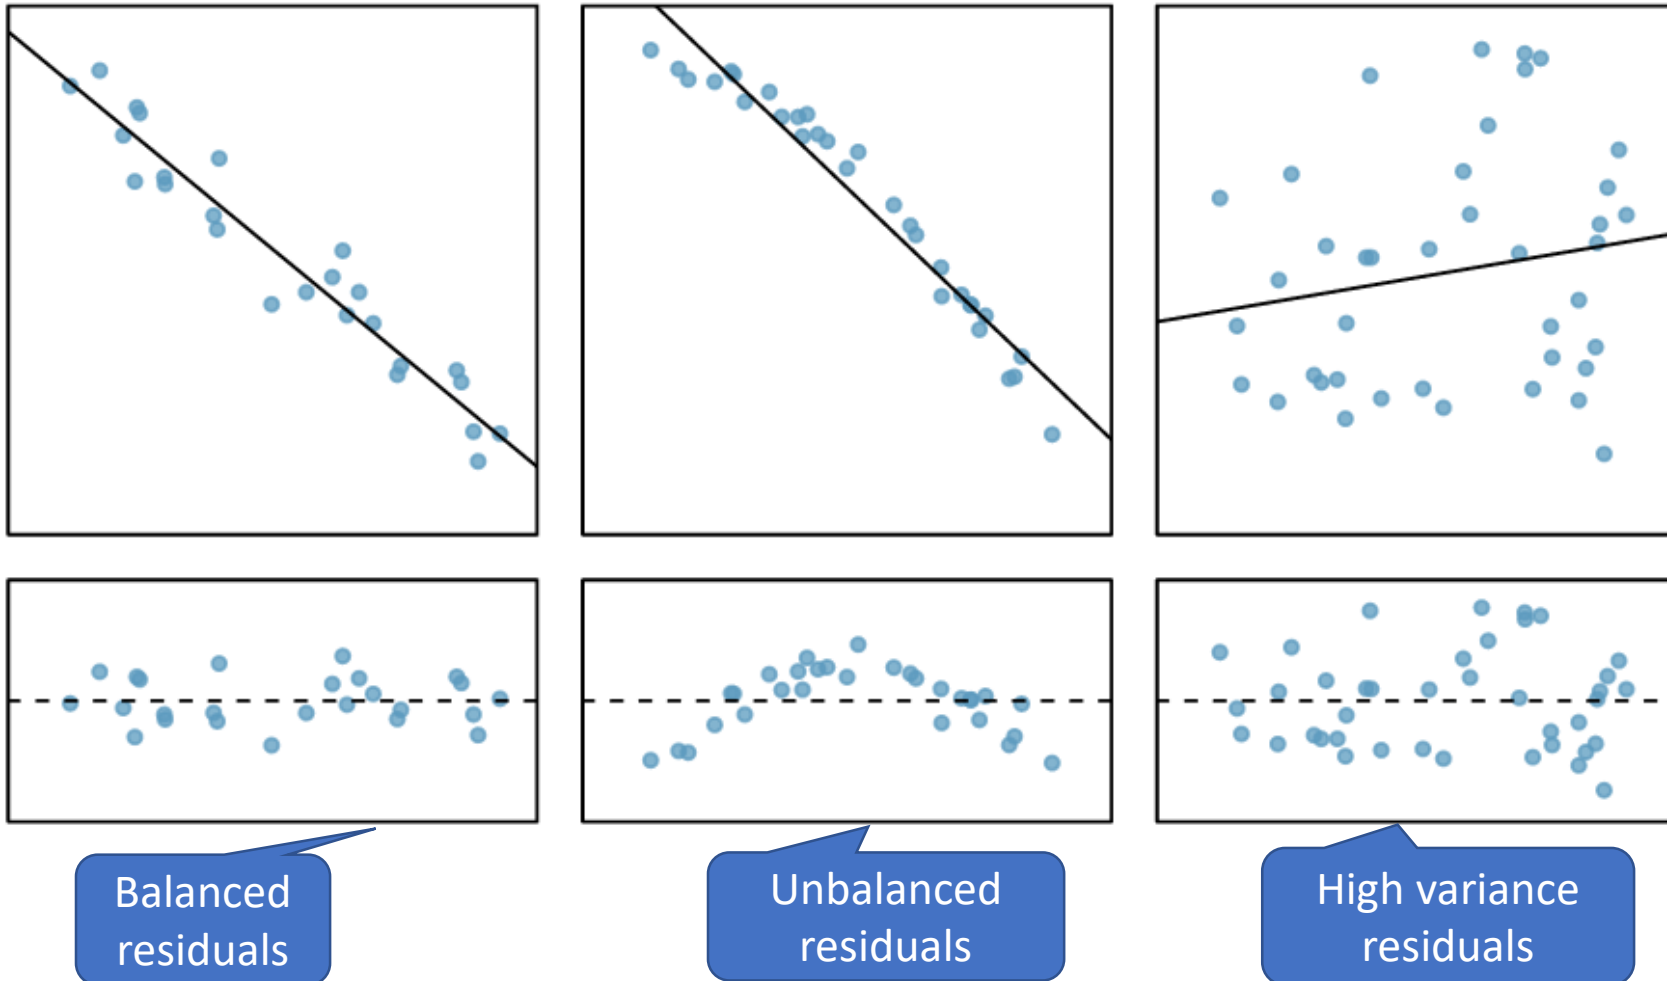 Balanced
residuals
Unbalanced
residuals
High variance
residuals